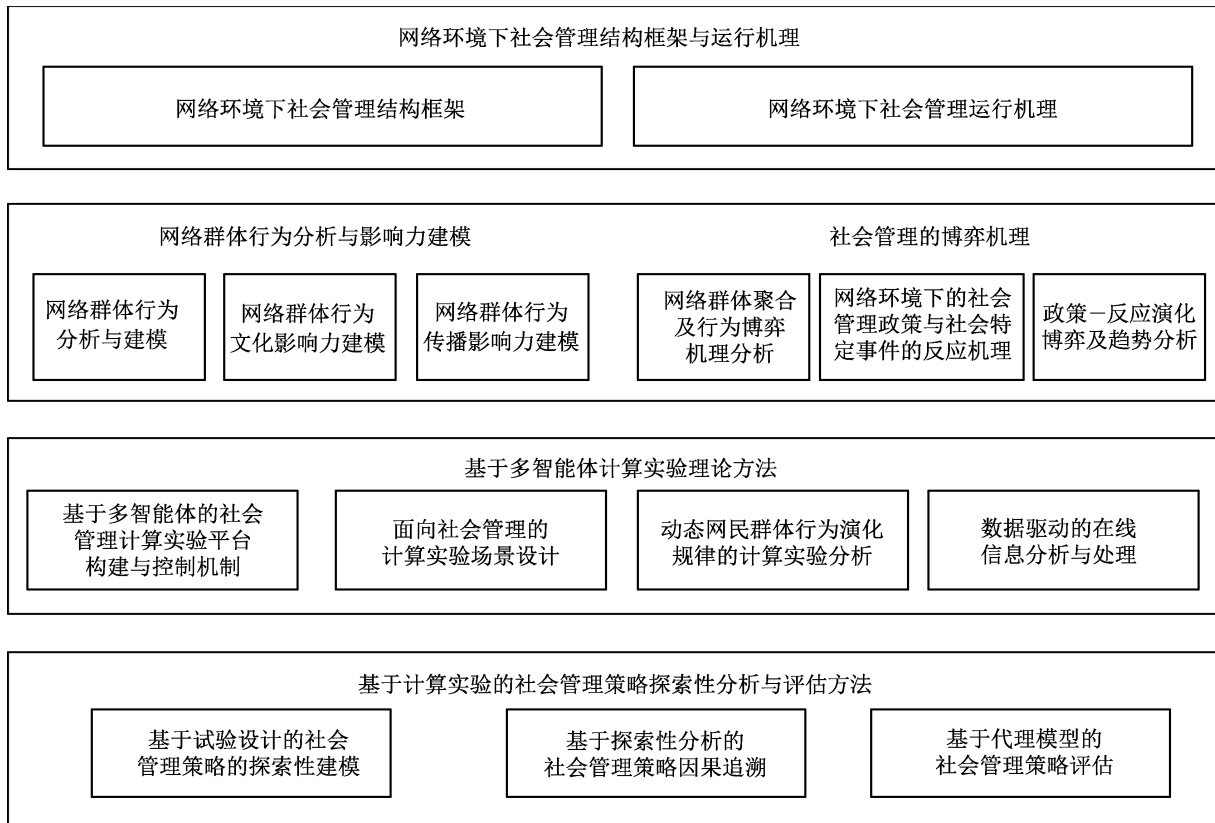 网络环境下社会管理结构框架与运行机理
网络环境下社会管理结构框架
网络环境下社会管理运行机理
网络群体行为分析与影响力建模
网络群体行为
分析与建模
网络群体行为
文化影响力建模
网络群体行为
传播影响力建模
社会管理的博弈机理
网络群体聚合
及行为博弈
机理分析
网络环境下的社会
管理政策与社会特
定事件的反应机理
政策－反应演化
博弈及趋势分析
基于多智能体计算实验理论方法
基于多智能体的社会
管理计算实验平台
构建与控制机制
面向社会管理的
计算实验场景设计
动态网民群体行为演化
规律的计算实验分析
数据驱动的在线
信息分析与处理
基于计算实验的社会管理策略探索性分析与评估方法
基于试验设计的社会
管理策略的探索性建模
基于探索性分析的
社会管理策略因果追溯
基于代理模型的
社会管理策略评估